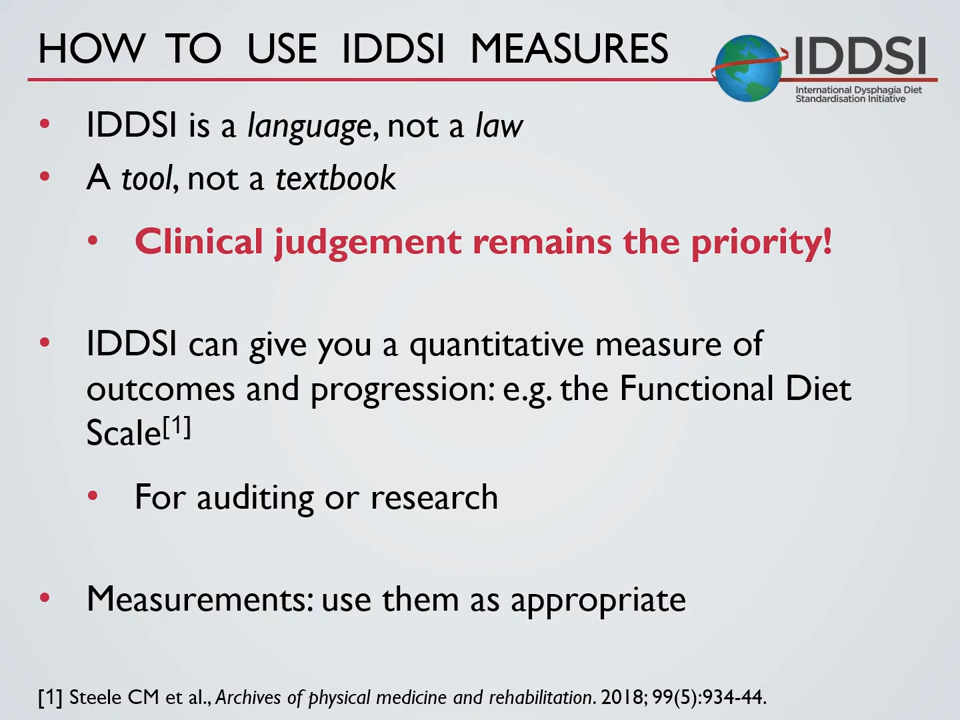 HOW TO USE IDDSI MEASURES
IDDSI
International Dysphagia Diet
Standardisation Initiative
• IDDSI is a language, not a law
• A tool, not a textbook
• Clinical judgement remains the priority!
• IDDSI can give you a quantitative measure of
outcomes and progression: e.g. the Functional Diet
Scale[1]
• For auditing or research
• Measurements: use them as appropriate
[1] Steele CM et al., Archives of physical medicine and rehabilitation. 2018; 99(5):934-44.